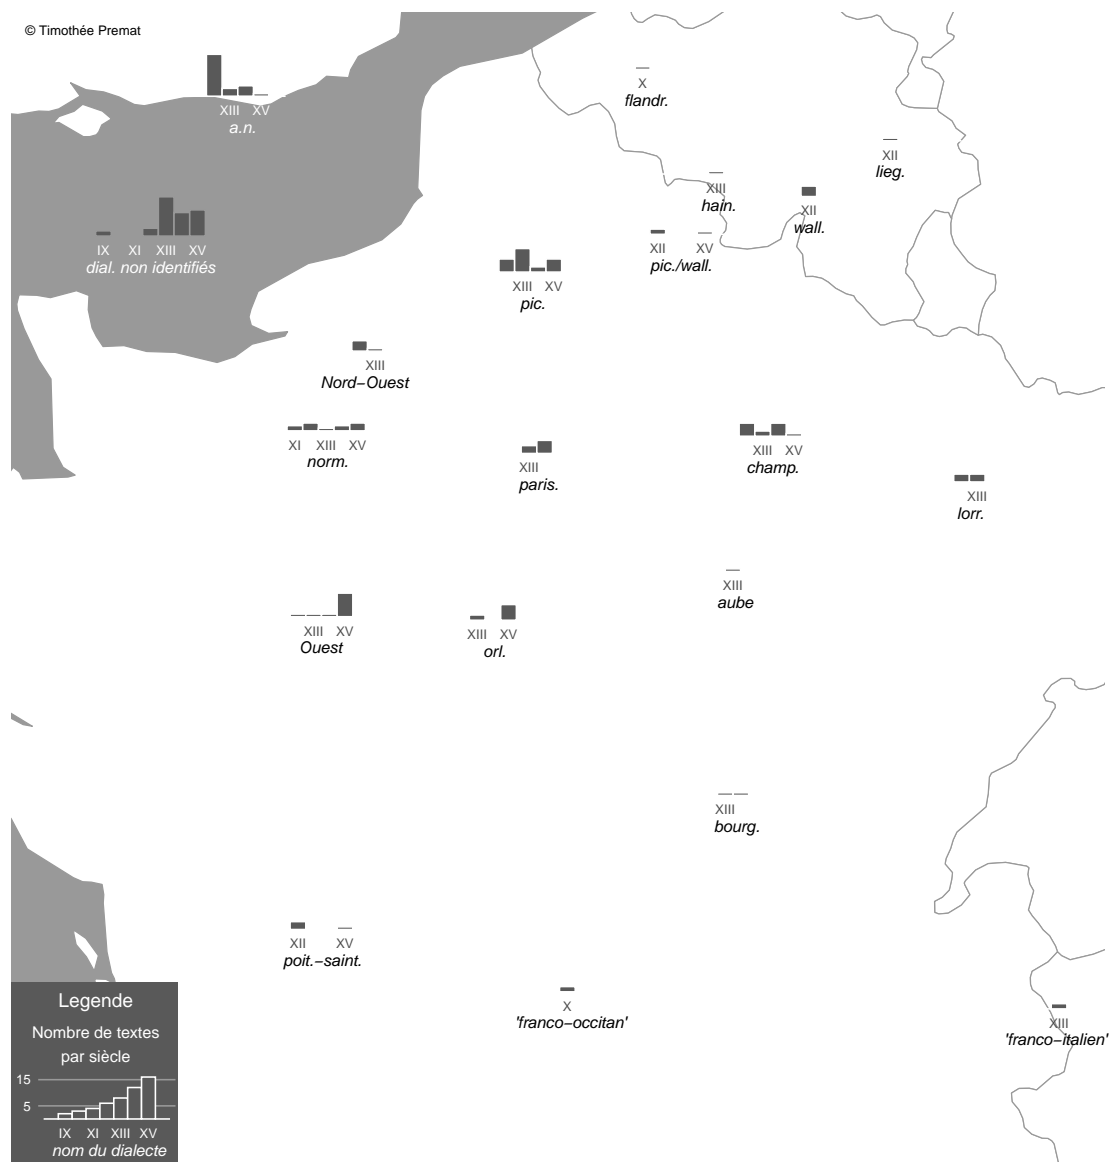 © Timothée Premat
X
flandr.
XIII XV
a.n.
XII
lieg.
XIII
hain.
XII
wall.
IX XI XIII XV
dial. non identifiés
XII XV
pic./wall.
XIII XV
pic.
XIII
Nord–Ouest
XI XIII XV
norm.
XIII
paris.
XIII XV
champ.
XIII
lorr.
XIII
aube
XIII XV
Ouest
XIII XV
orl.
XIII
bourg.
XII XV
poit.–saint.
X
'franco–occitan'
XIII
'franco–italien'
Legende
Nombre de textes
par siècle
15
5
IX XI XIII XV
nom du dialecte